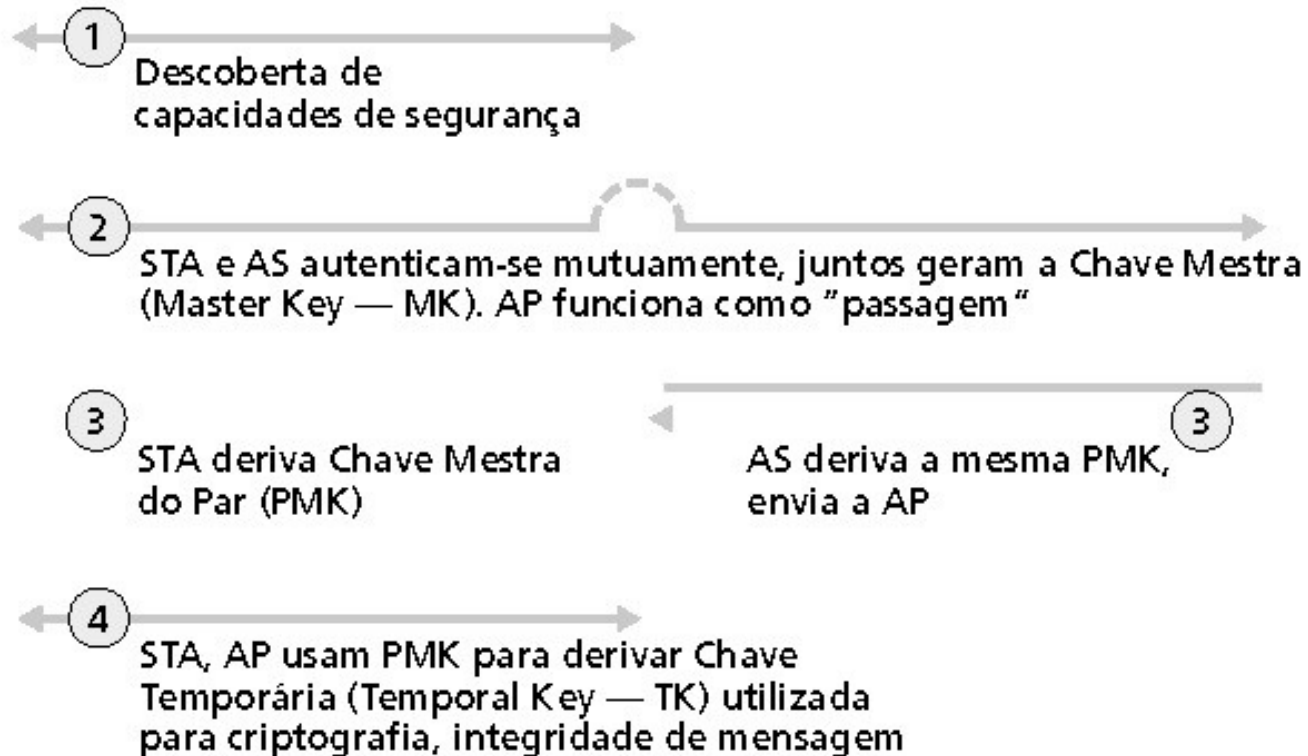 1
Descoberta de
capacidades de segurança
2
STA e AS autenticam-se mutuamente, juntos geram a Chave Mestra
(Master Key — MK). AP funciona como "passagem"
3
STA deriva Chave Mestra
do Par (PMK)
3
AS deriva a mesma PMK,
envia a AP
4
STA, AP usam PMK para derivar Chave
Temporária (Temporal Key — TK) utilizada
para criptografia, integridade de mensagem